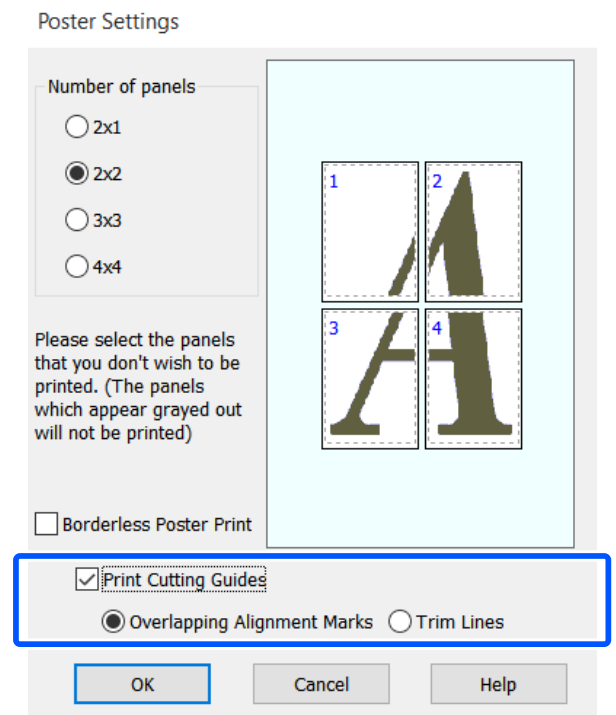 Poster Settings
Number of panels
2x1
2x2
3x3
4x4
1
2
3
4
A
Please select the panels
that you don't wish to be
printed. (The panels
which appear grayed out
will not be printed)
Borderless Poster Print
Print Cutting Guides
Overlapping Alignment Marks
Trim Lines
OK
Cancel
Help